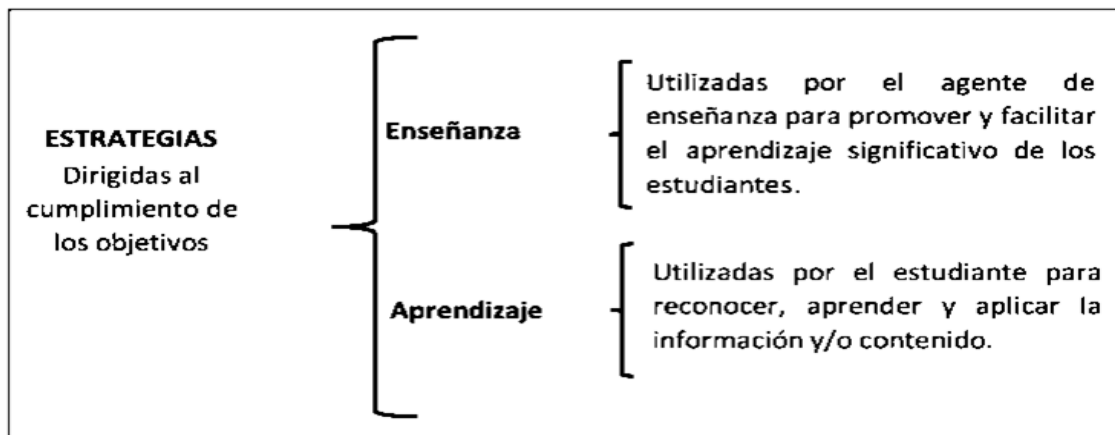 ESTRATEGIAS
Dirigidas al
cumplimiento de
los objetivos
Enseñanza
Utilizadas por el agente de
enseñanza para promover y facilitar
el aprendizaje significativo de los
estudiantes.
Aprendizaje
Utilizadas por el estudiante para
reconocer, aprender y aplicar la
información y/o contenido.